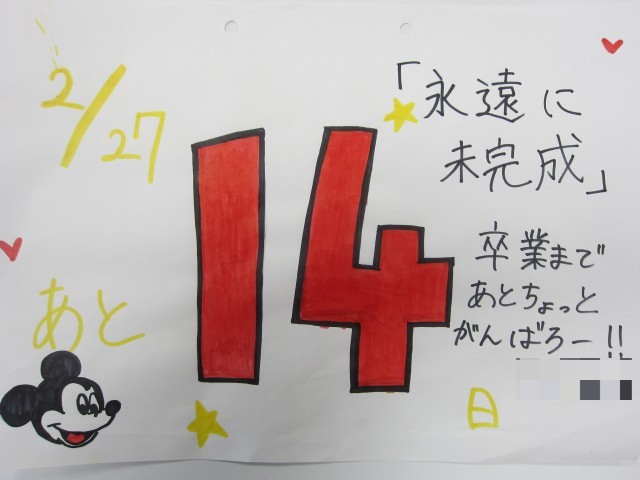 2/27
あと
14
日
「永遠に
未完成」
卒業まで
あとちょっと
がんばろー!!